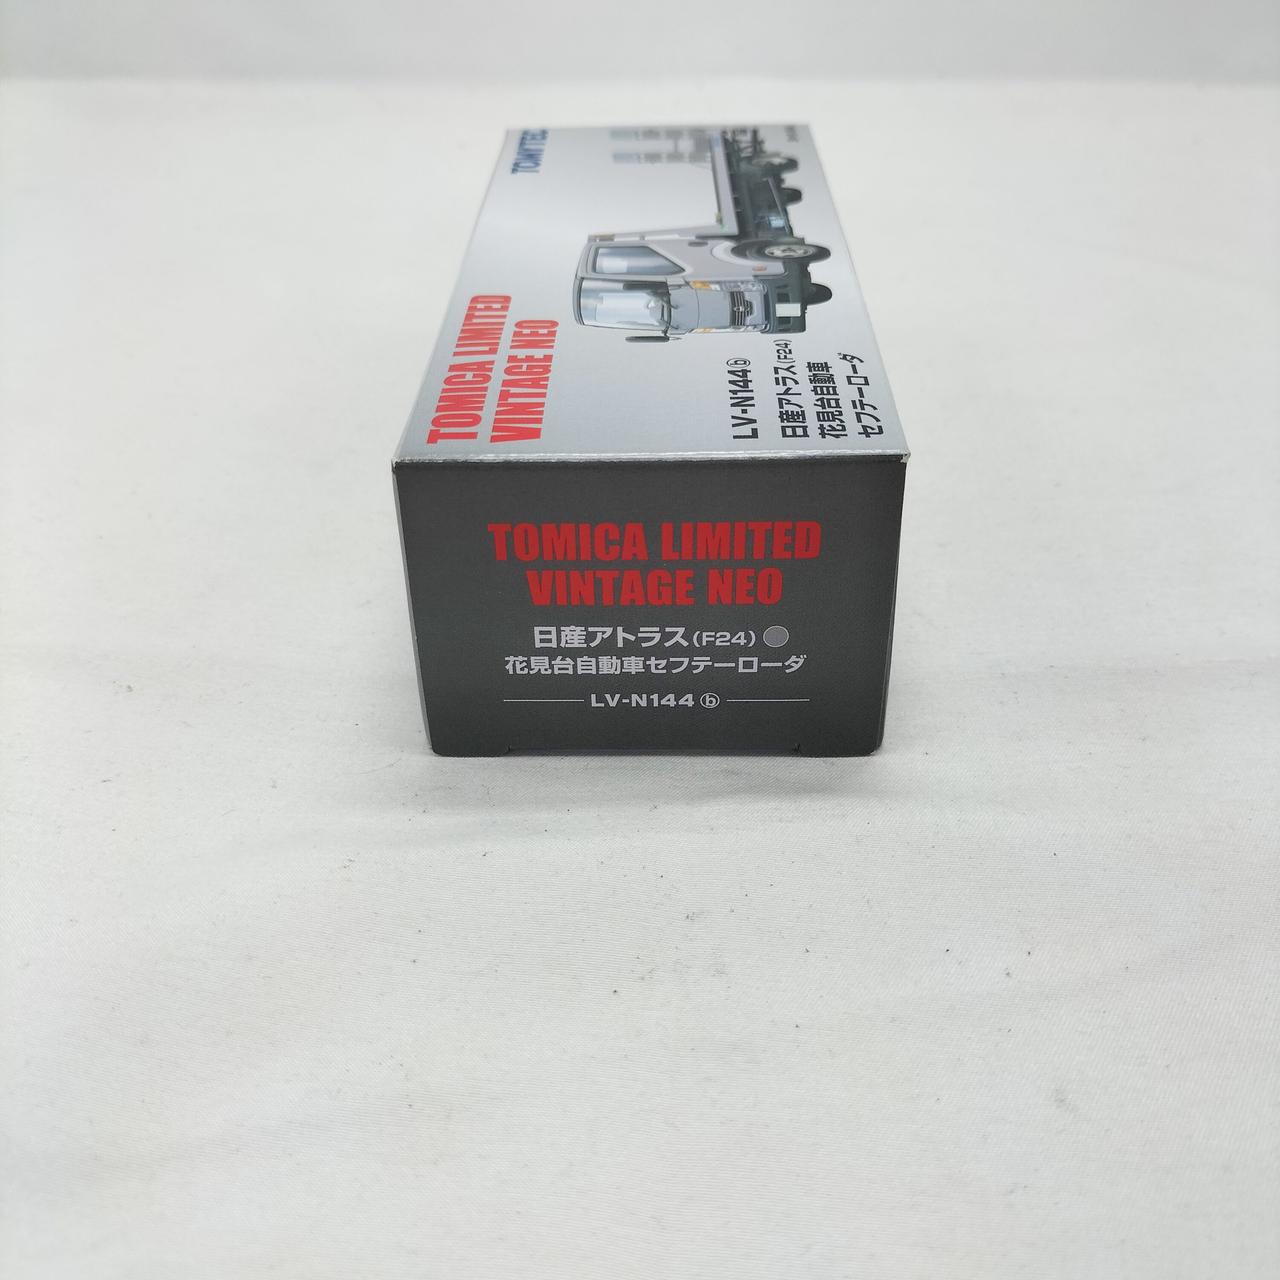 TOMYTEC
TOMICA LIMITED
VINTAGE NEO
LV-N144ⓑ
日産アトラス(F24)
花見台自動車
セフテーローダ
TOMICA LIMITED
VINTAGE NEO
日産アトラス(F24)
花見台自動車セフテーローダ
LV-N144 ⓑ